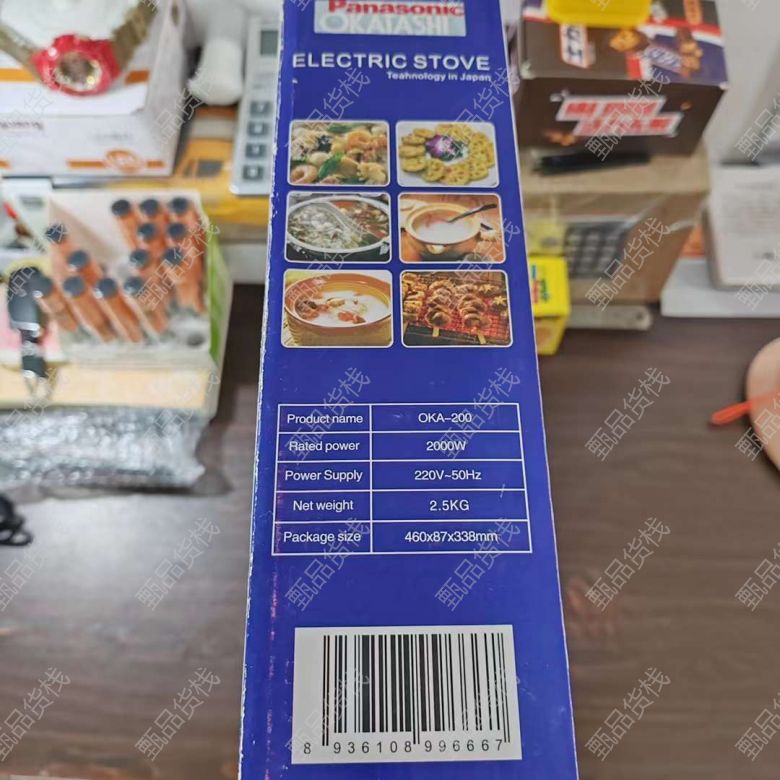 Panasonic
OKATASHI
ELECTRIC STOVE
Teahnology in Japan
Product name OKA-200
Rated power 2000W
Power Supply 220V~50Hz
Net weight 2.5KG
Package size 460x87x338mm
8 936108 996667
甄品货栈